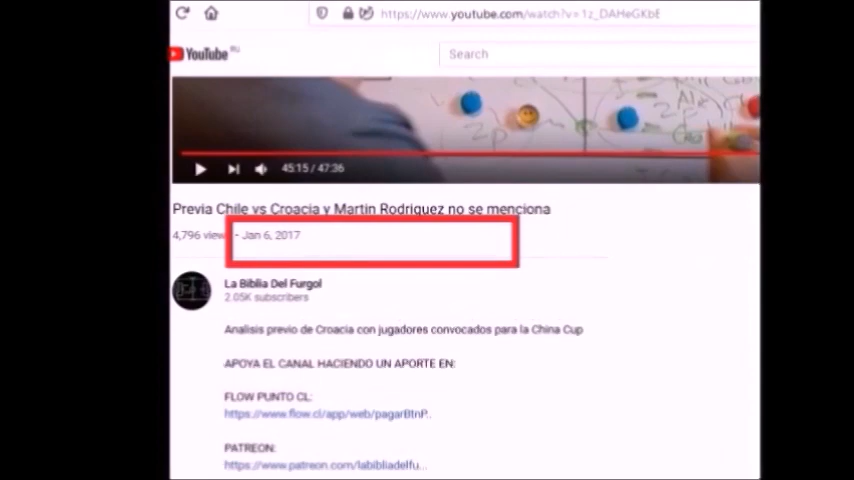 https://www.youtube.com/watch?v=1z_DAHeGKbE
YouTube RU
Search
45:15 / 47:36
Previa Chile vs Croacia y Martin Rodriguez no se menciona
4,796 views - Jan 6, 2017
La Biblia Del Furgol
2.05K subscribers
Analisis previo de Croacia con jugadores convocados para la China Cup
APOYA EL CANAL HACIENDO UN APORTE EN:
FLOW PUNTO CL:
https://www.flow.cl/app/web/pagarBtnP...
PATREON:
https://www.patreon.com/labibliadelfu...